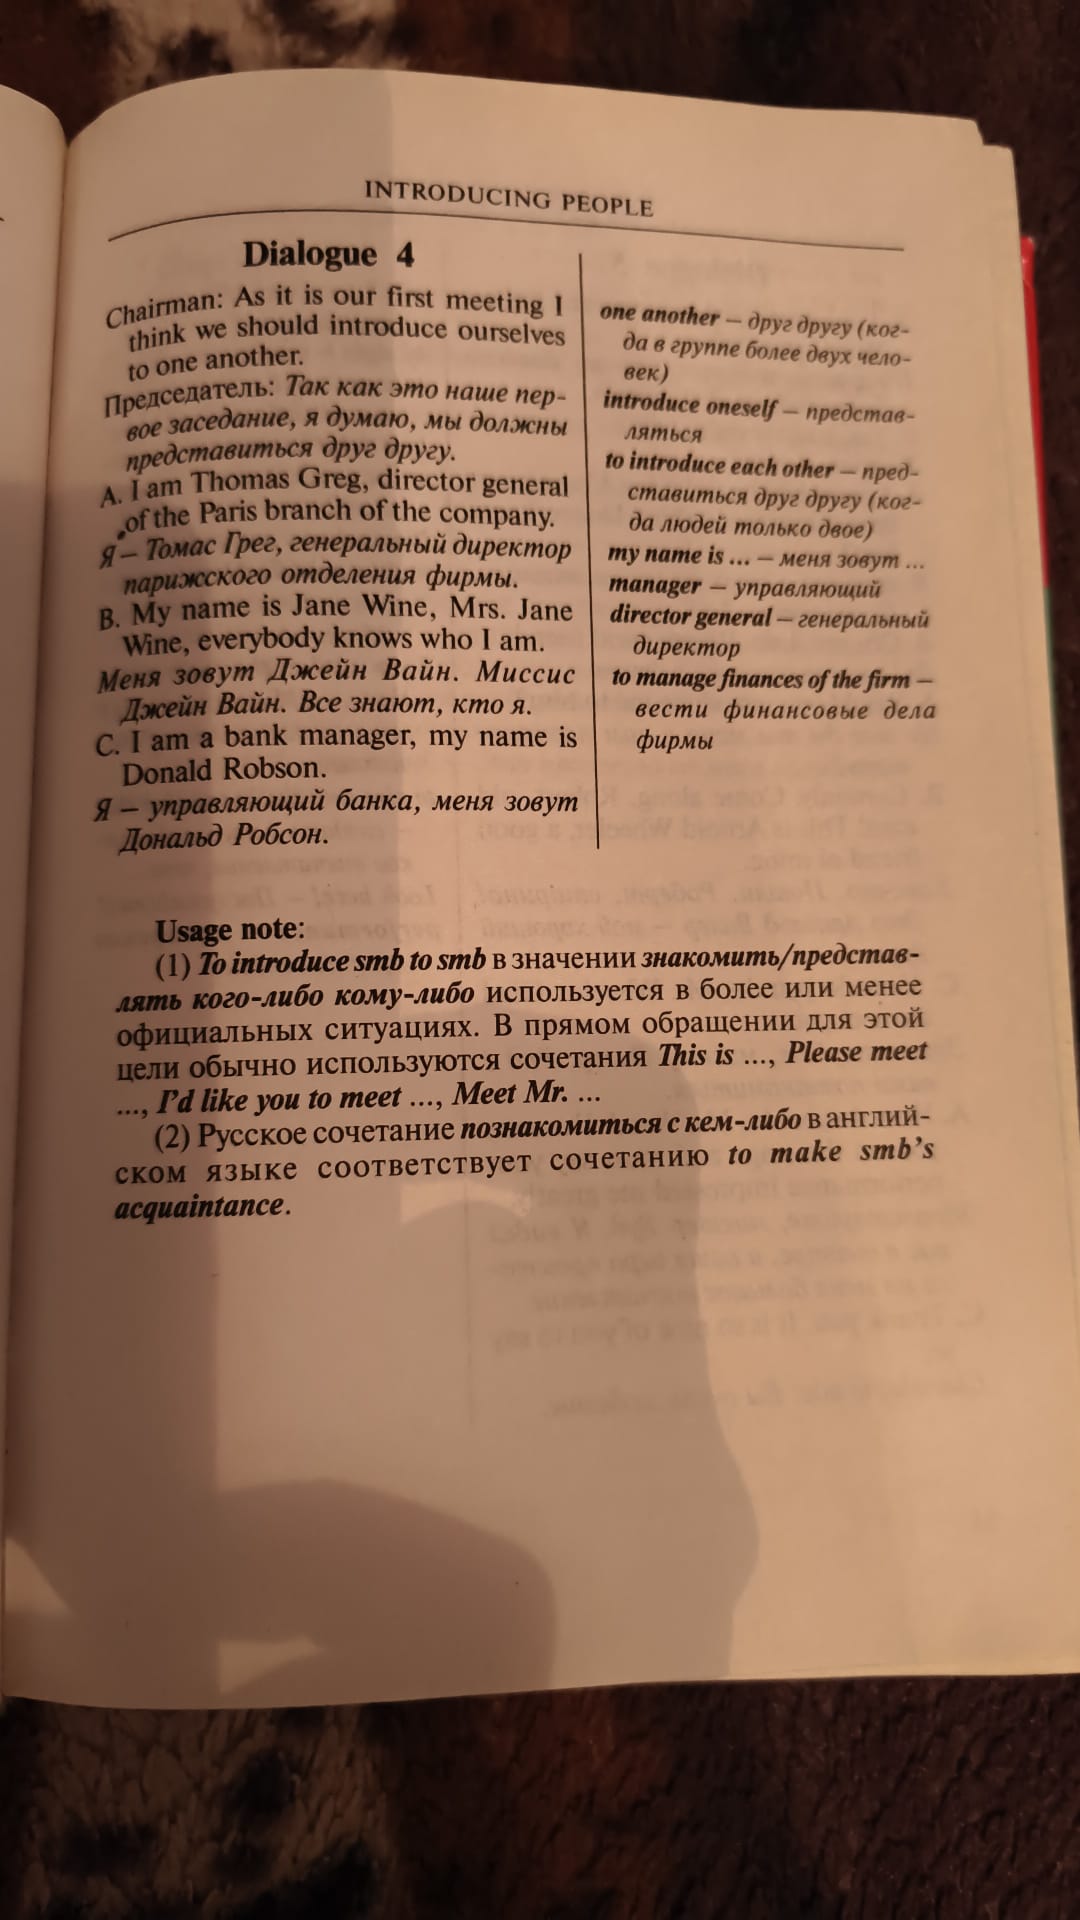 INTRODUCING PEOPLE
Dialogue 4
Chairman: As it is our first meeting I
think we should introduce ourselves
to one another.
Председатель: Так как это наше пер-
вое заседание, я думаю, мы должны
представиться друг другу.
A. I am Thomas Greg, director general
of the Paris branch of the company.
Я – Томас Грег, генеральный директор
парижского отделения фирмы.
B. My name is Jane Wine, Mrs. Jane
Wine, everybody knows who I am.
Меня зовут Джейн Вайн. Миссис
Джейн Вайн. Все знают, кто я.
C. I am a bank manager, my name is
Donald Robson.
Я – управляющий банка, меня зовут
Дональд Робсон.
one another – друг другу (ког-
да в группе более двух чело-
век)
introduce oneself – представ-
ляться
to introduce each other – пред-
ставиться друг другу (ког-
да людей только двое)
my name is ... – меня зовут ...
manager – управляющий
director general – генеральный
директор
to manage finances of the firm –
вести финансовые дела
фирмы
Usage note:
(1) To introduce smb to smb в значении знакомить/представ-
лять кого-либо кому-либо используется в более или менее
официальных ситуациях. В прямом обращении для этой
цели обычно используются сочетания This is ..., Please meet
..., I'd like you to meet ..., Meet Mr. ...
(2) Русское сочетание познакомиться с кем-либо в англий-
ском языке соответствует сочетанию to make smb's
acquaintance.